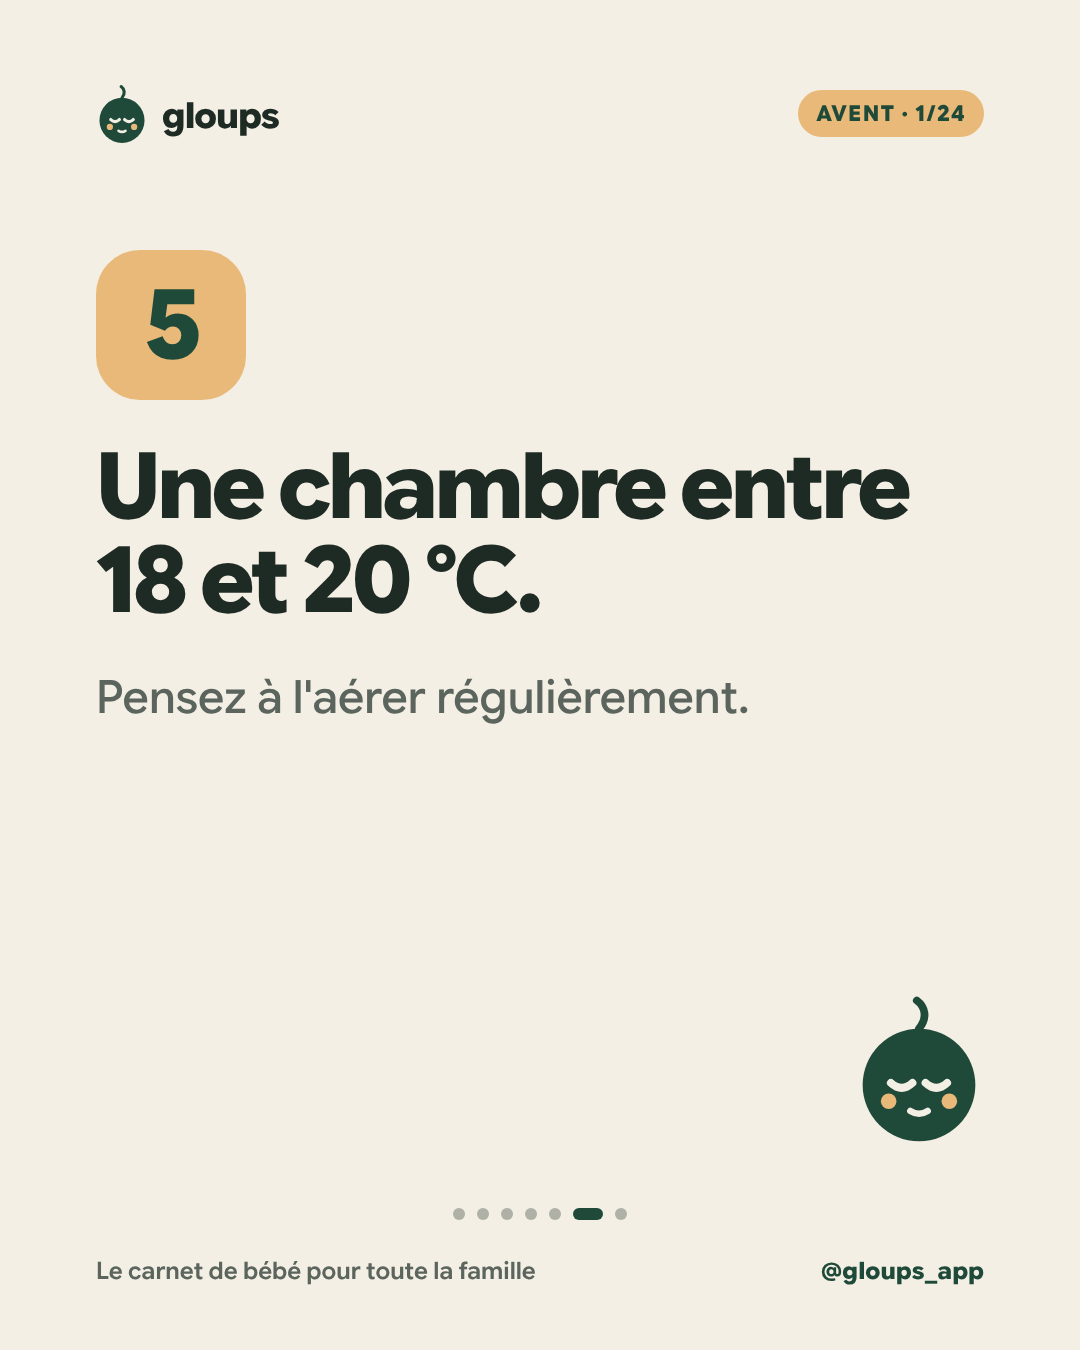 gloups
AVENT · 1/24
5
Une chambre entre
18 et 20 °C.
Pensez à l'aérer régulièrement.
Le carnet de bébé pour toute la famille
@gloups_app